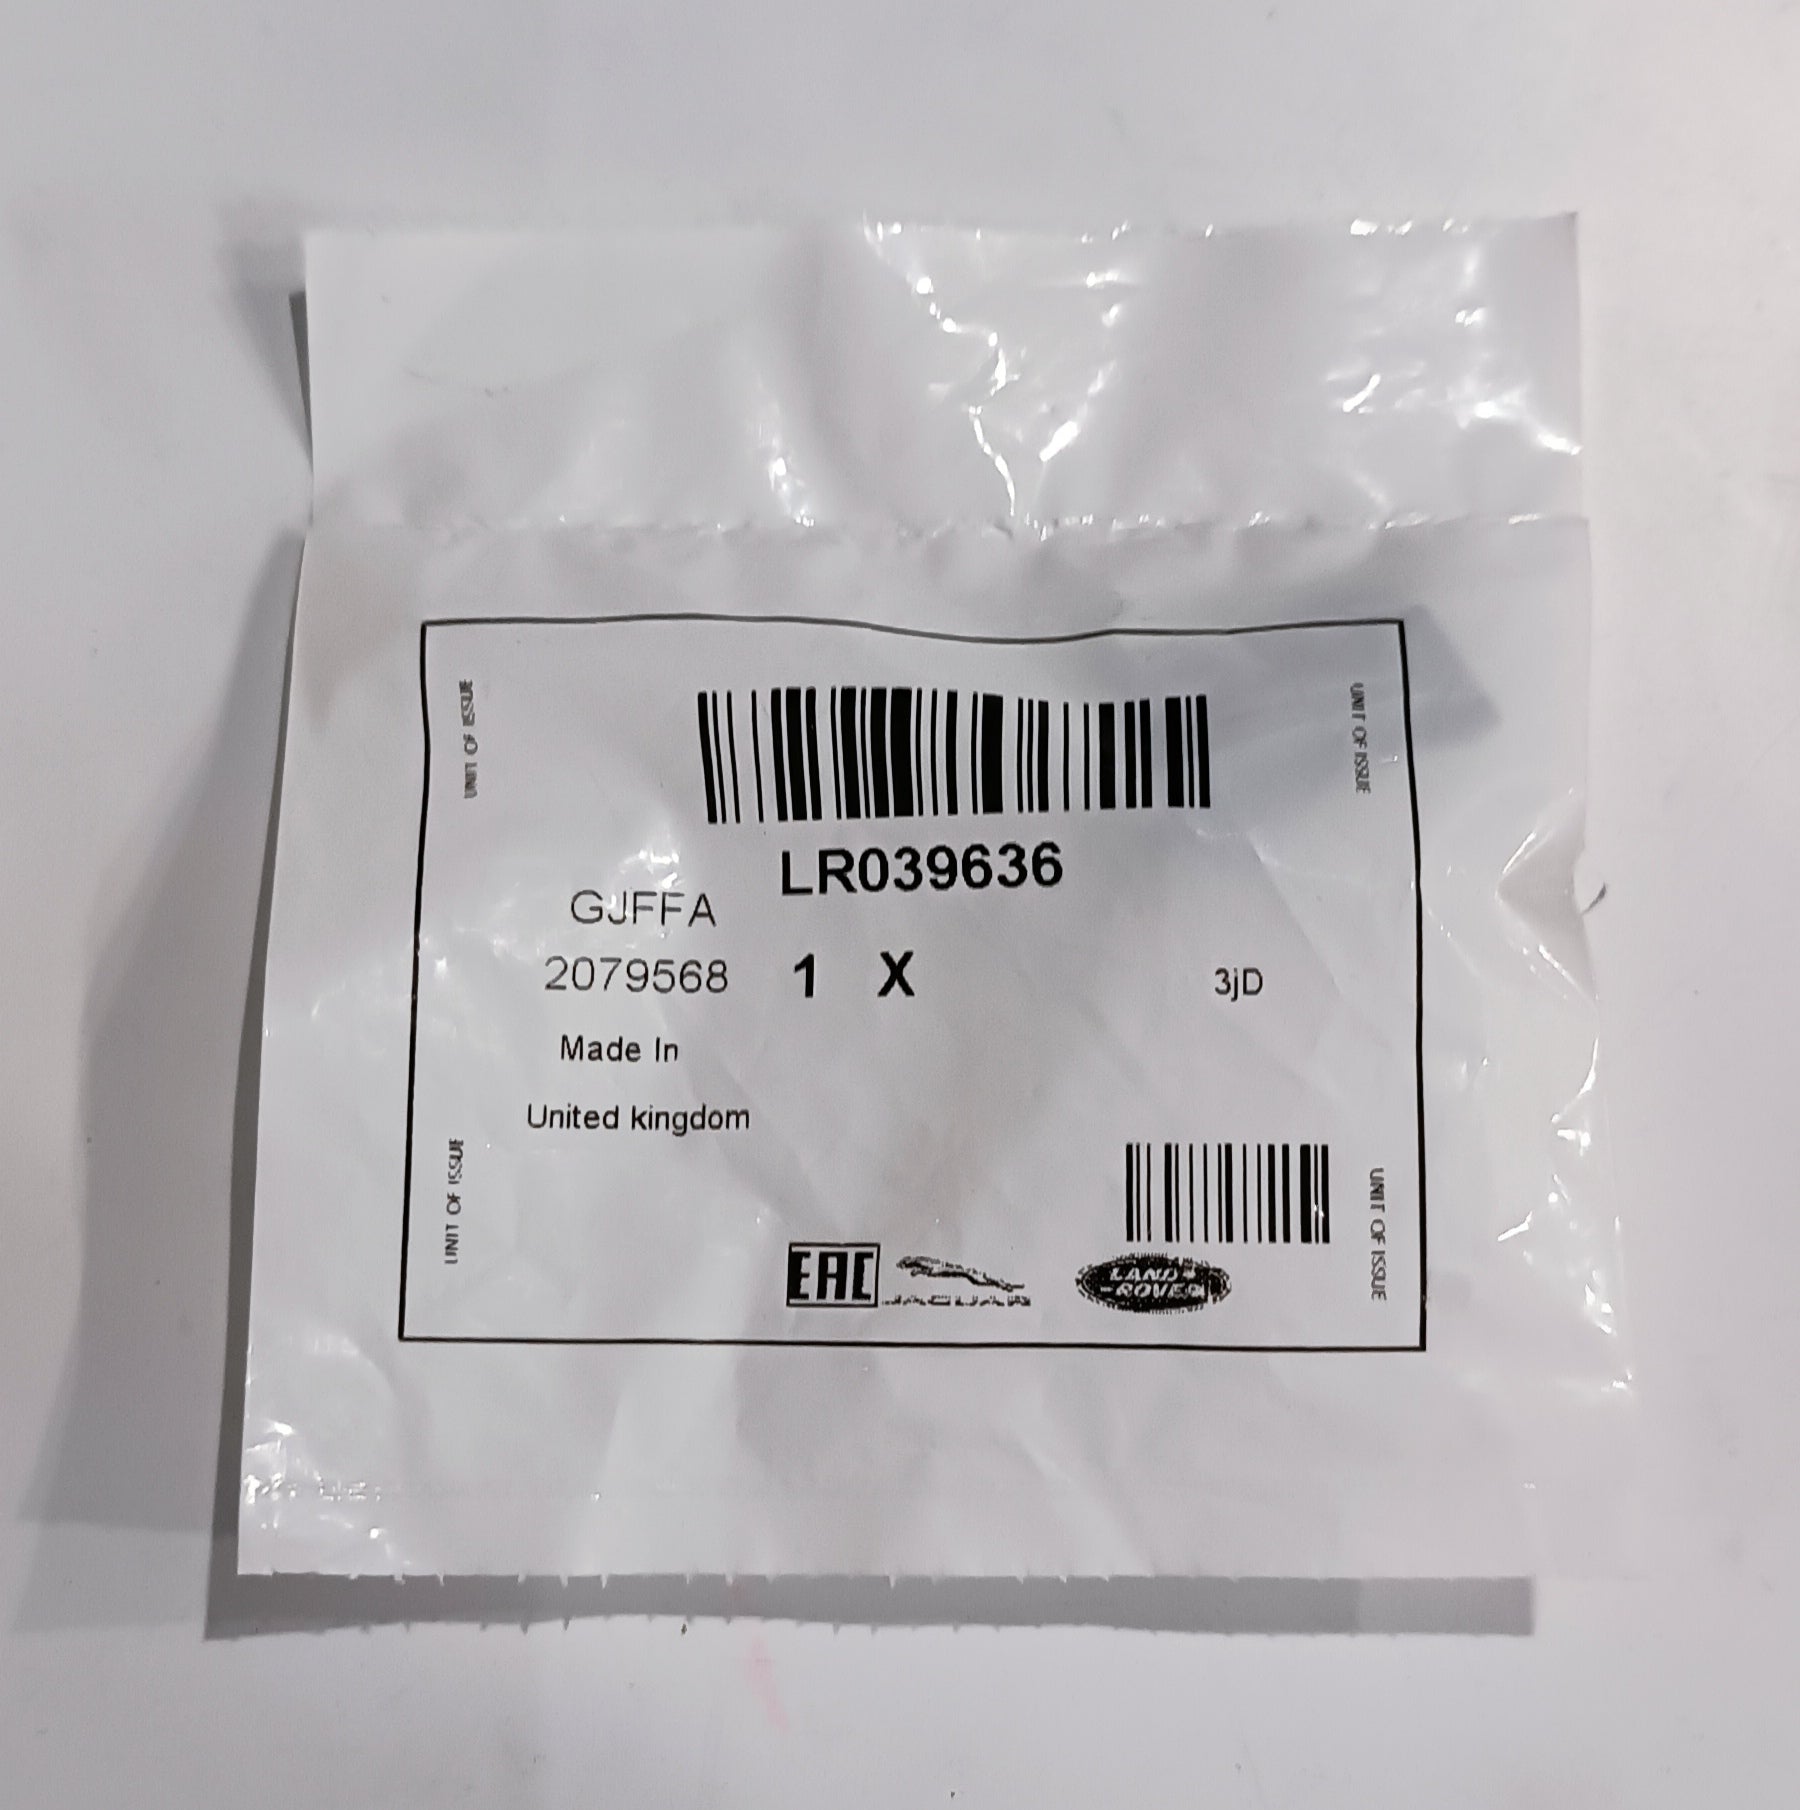 UNIT OF ISSUE
UNIT OF ISSUE
LR039636
GJFFA
2079568 1 X 3jD
Made In
United kingdom
UNIT OF ISSUE
UNIT OF ISSUE
EAC JAGUAR LAND ROVER